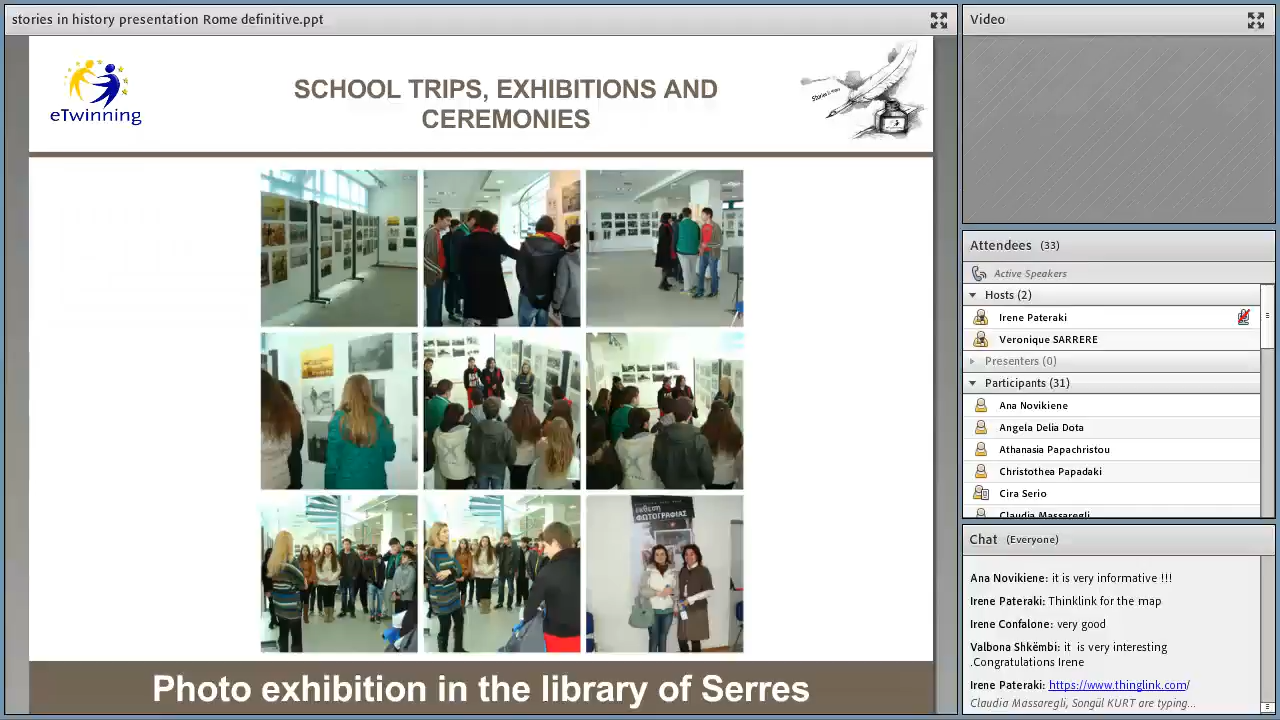 stories in history presentation Rome definitive.ppt
eTwinning
SCHOOL TRIPS, EXHIBITIONS AND
CEREMONIES
έκθεση
ΦΩΤΟΓΡΑΦΙΑΣ
Photo exhibition in the library of Serres
Video
Attendees (33)
Active Speakers
Hosts (2)
Irene Pateraki
Veronique SARRERE
Presenters (0)
Participants (31)
Ana Novikiene
Angela Delia Dota
Athanasia Papachristou
Christothea Papadaki
Cira Serio
Claudia Massaregli
Chat (Everyone)
Ana Novikiene: it is very informative !!!
Irene Pateraki: Thinklink for the map
Irene Confalone: very good
Valbona Shkëmbi: it is very interesting
.Congratulations Irene
Irene Pateraki: https://www.thinglink.com/
Claudia Massaregli, Songül KURT are typing...